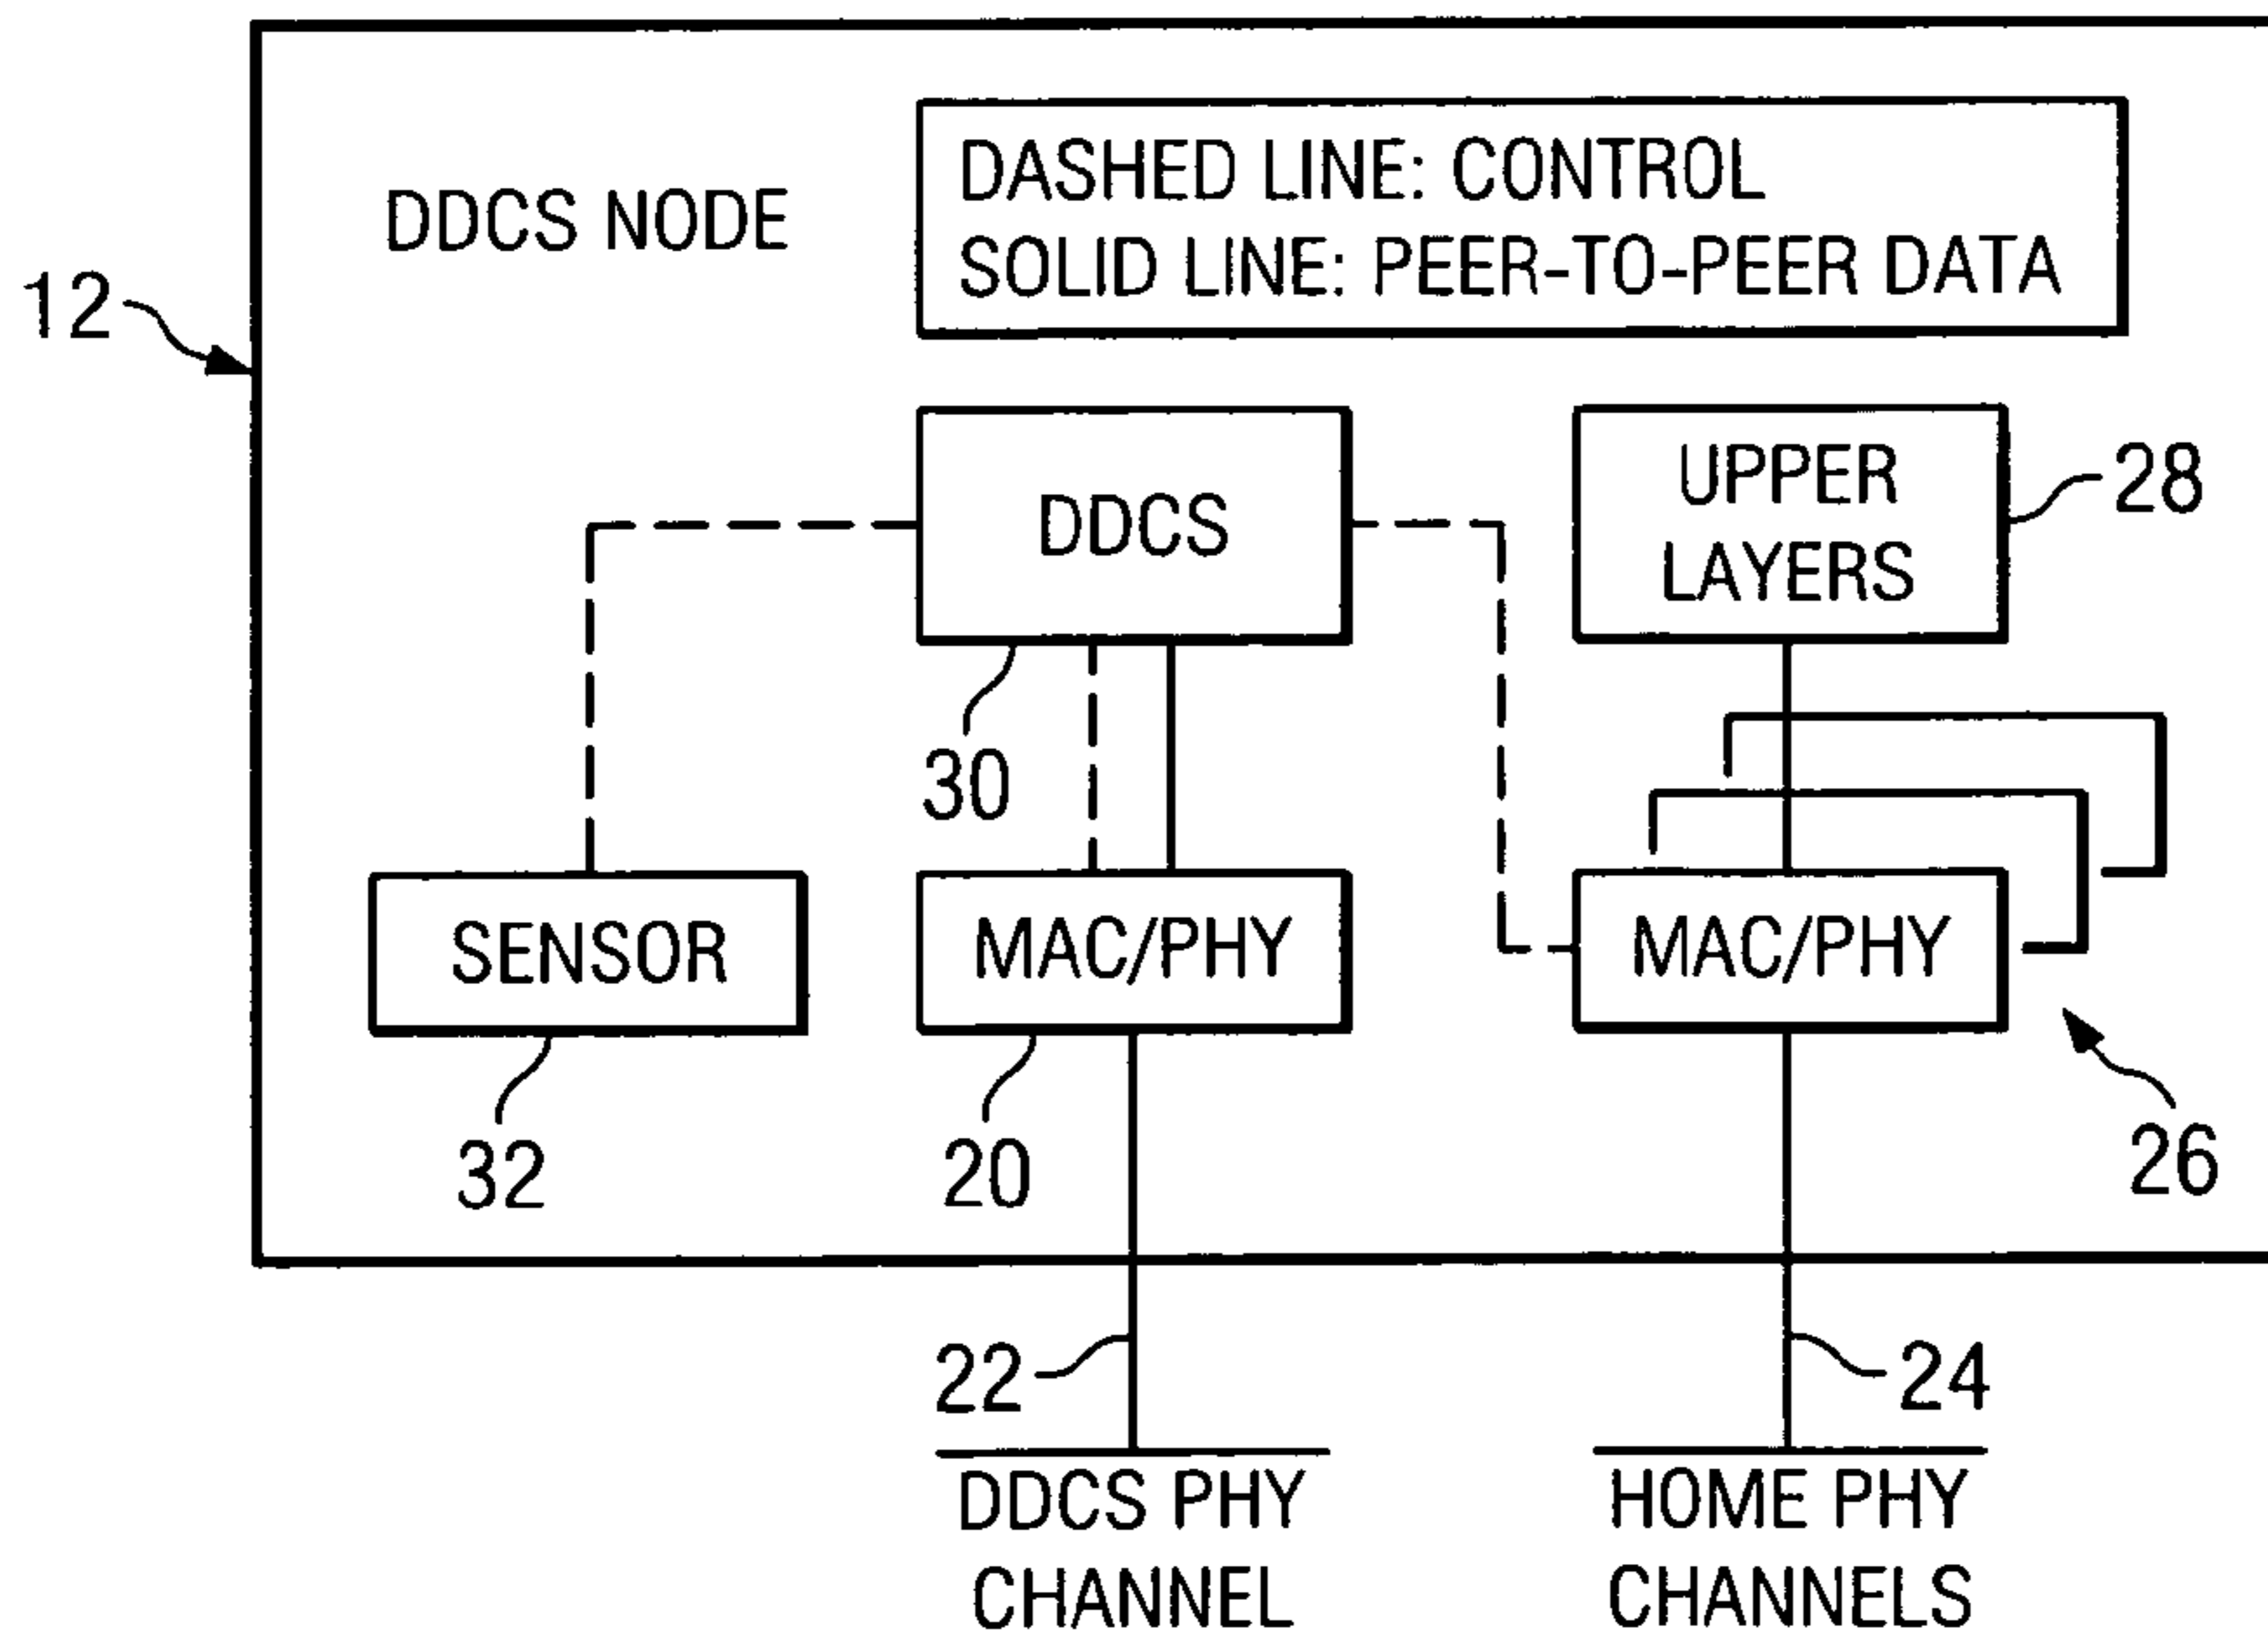 DDCS NODE
DASHED LINE: CONTROL
SOLID LINE: PEER-TO-PEER DATA
12
DDCS
UPPER
LAYERS
28
30
SENSOR
MAC/PHY
MAC/PHY
32
20
26
22
24
DDCS PHY
CHANNEL
HOME PHY
CHANNELS